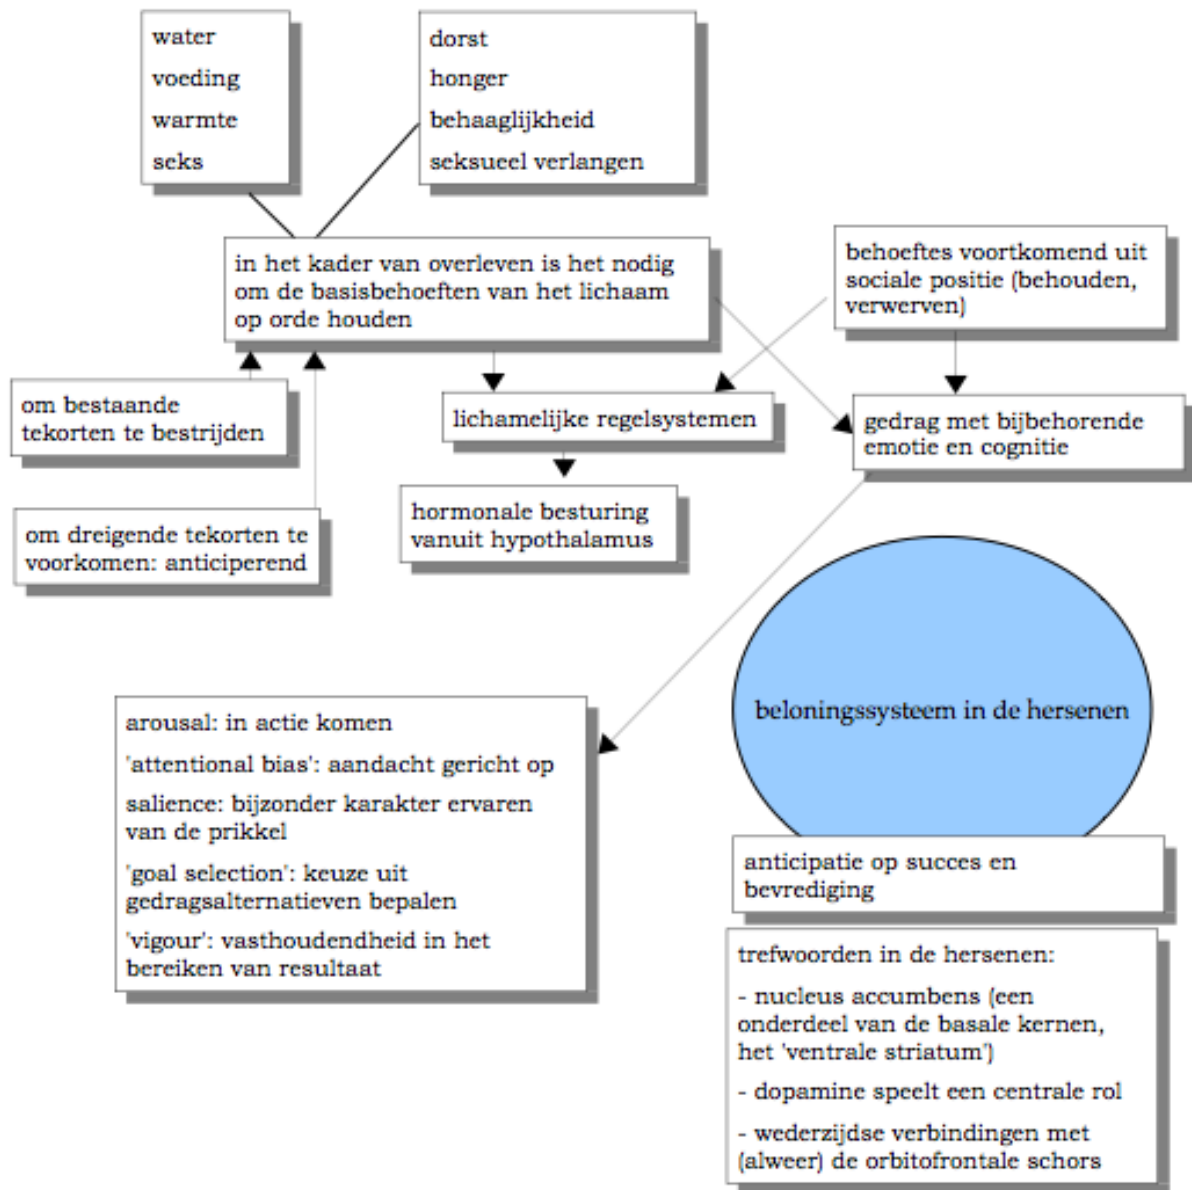 water
voeding
warmte
seks
dorst
honger
behaaglijkheid
seksueel verlangen
in het kader van overleven is het nodig
om de basisbehoeften van het lichaam
op orde houden
behoeftes voortkomend uit
sociale positie (behouden,
verwerven)
om bestaande
tekorten te bestrijden
lichamelijke regelsystemen
gedrag met bijbehorende
emotie en cognitie
om dreigende tekorten te
voorkomen: anticiperend
hormonale besturing
vanuit hypothalamus
arousal: in actie komen
'attentional bias': aandacht gericht op
salience: bijzonder karakter ervaren
van de prikkel
'goal selection': keuze uit
gedragsalternatieven bepalen
'vigour': vasthoudendheid in het
bereiken van resultaat
beloningssysteem in de hersenen
anticipatie op succes en
bevrediging
trefwoorden in de hersenen:
- nucleus accumbens (een
onderdeel van de basale kernen,
het 'ventrale striatum')
- dopamine speelt een centrale rol
- wederzijdse verbindingen met
(alweer) de orbitofrontale schors